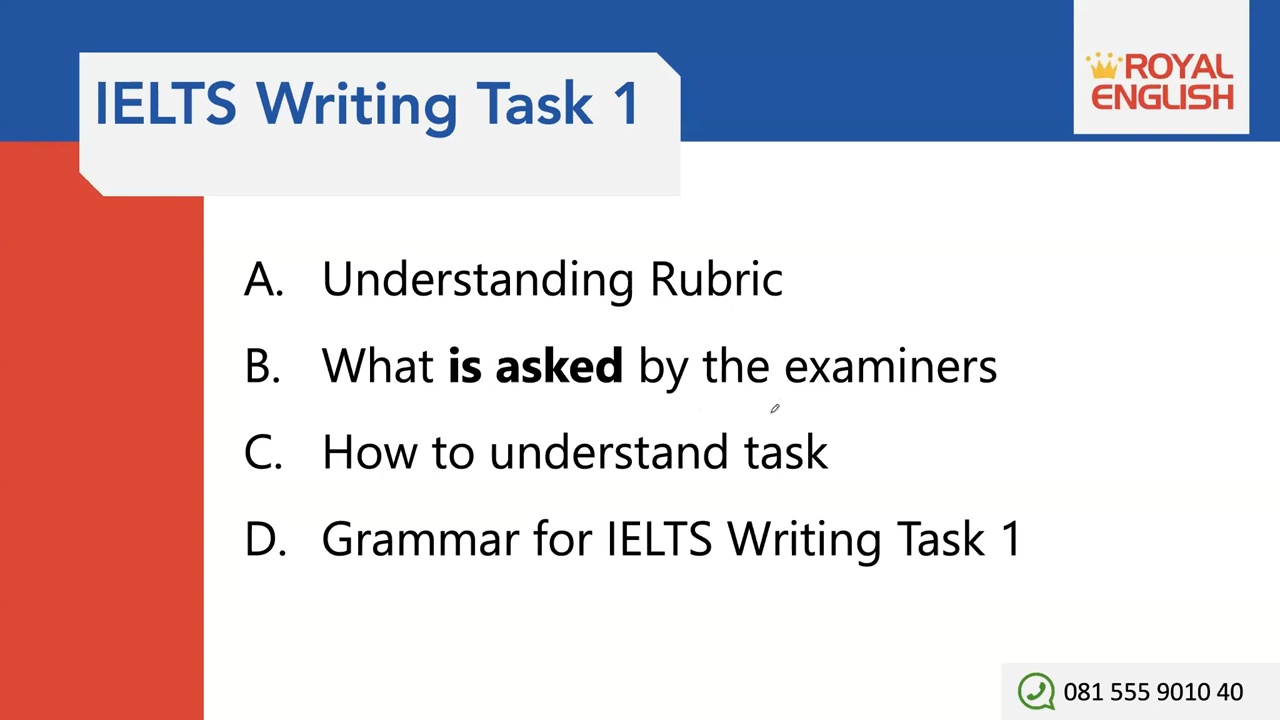 IELTS Writing Task 1
ROYAL
ENGLISH
A. Understanding Rubric
B. What is asked by the examiners
C. How to understand task
D. Grammar for IELTS Writing Task 1
081 555 9010 40